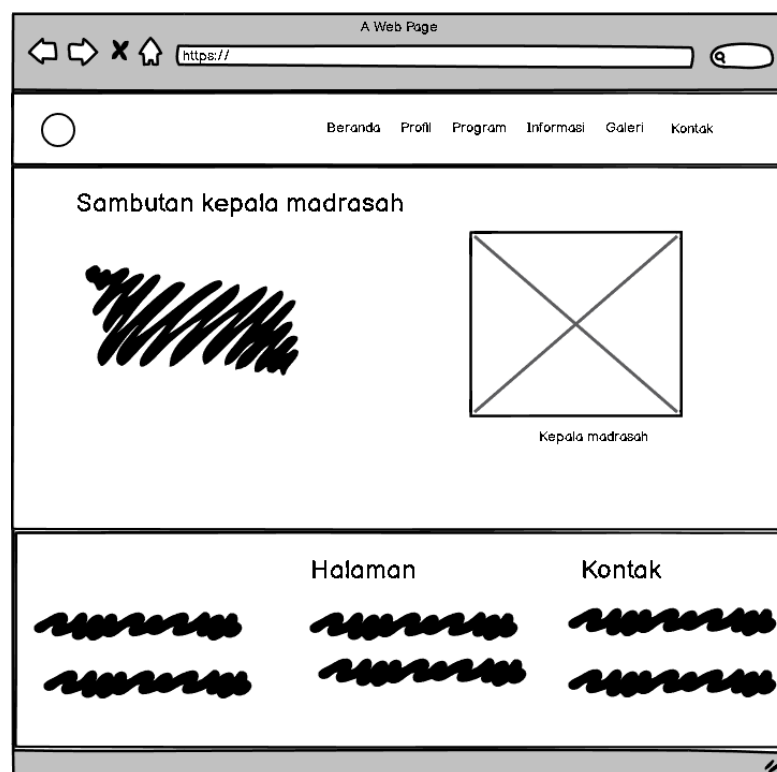 A Web Page
https://
Beranda Profil Program Informasi Galeri Kontak
Sambutan kepala madrasah
Kepala madrasah
Halaman Kontak